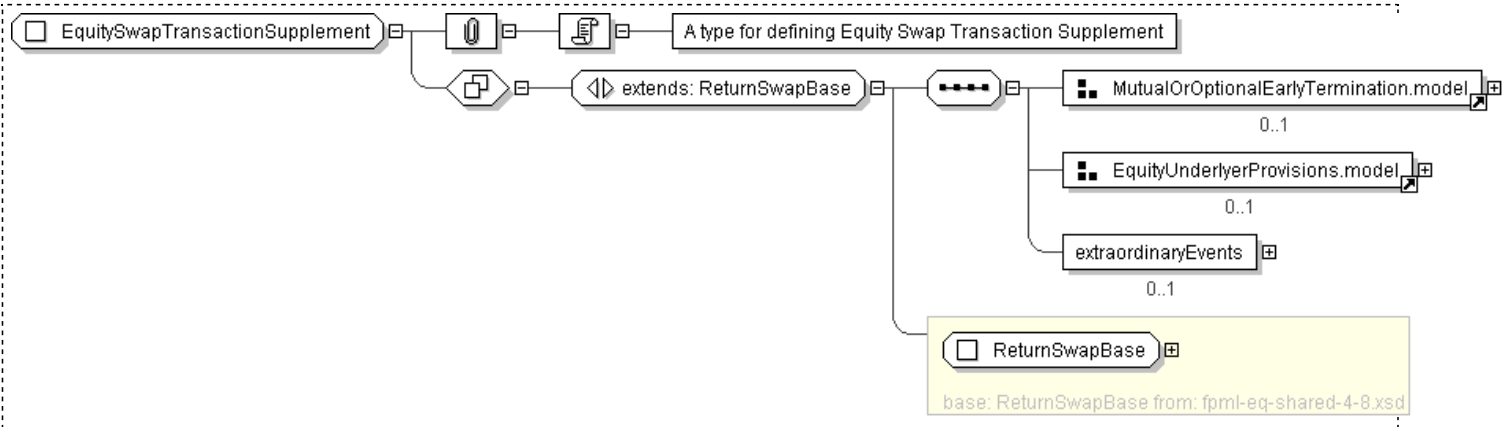 EquitySwapTransactionSupplement
A type for defining Equity Swap Transaction Supplement
extends: ReturnSwapBase
MutualOrOptionalEarlyTermination.model
0..1
EquityUnderlyerProvisions.model
0..1
extraordinaryEvents
0..1
ReturnSwapBase
base: ReturnSwapBase from: fpml-eq-shared-4-8.xsd